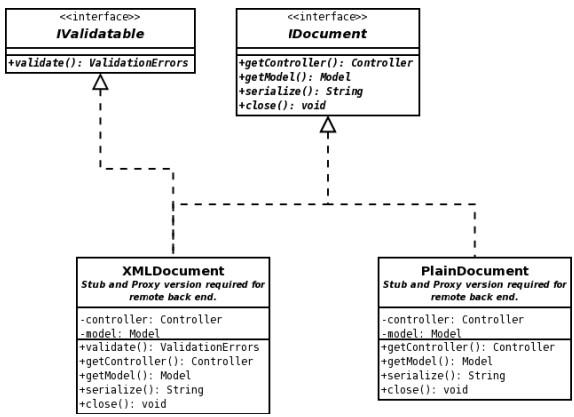 <<interface>>
IValidatable
+validate(): ValidationErrors
<<interface>>
IDocument
+getController(): Controller
+getModel(): Model
+serialize(): String
+close(): void
XMLDocument
Stub and Proxy version required for
remote back end.
-controller: Controller
-model: Model
+validate(): ValidationErrors
+getController(): Controller
+getModel(): Model
+serialize(): String
+close(): void
PlainDocument
Stub and Proxy version required for
remote back end.
-controller: Controller
-model: Model
+getController(): Controller
+getModel(): Model
+serialize(): String
+close(): void